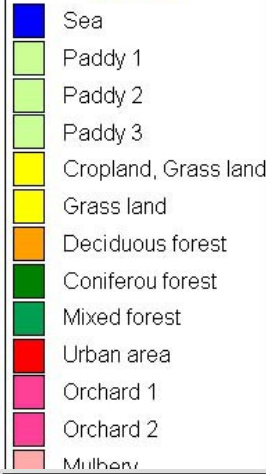 Sea
Paddy 1
Paddy 2
Paddy 3
Cropland, Grass land
Grass land
Deciduous forest
Coniferou forest
Mixed forest
Urban area
Orchard 1
Orchard 2
Mulbery